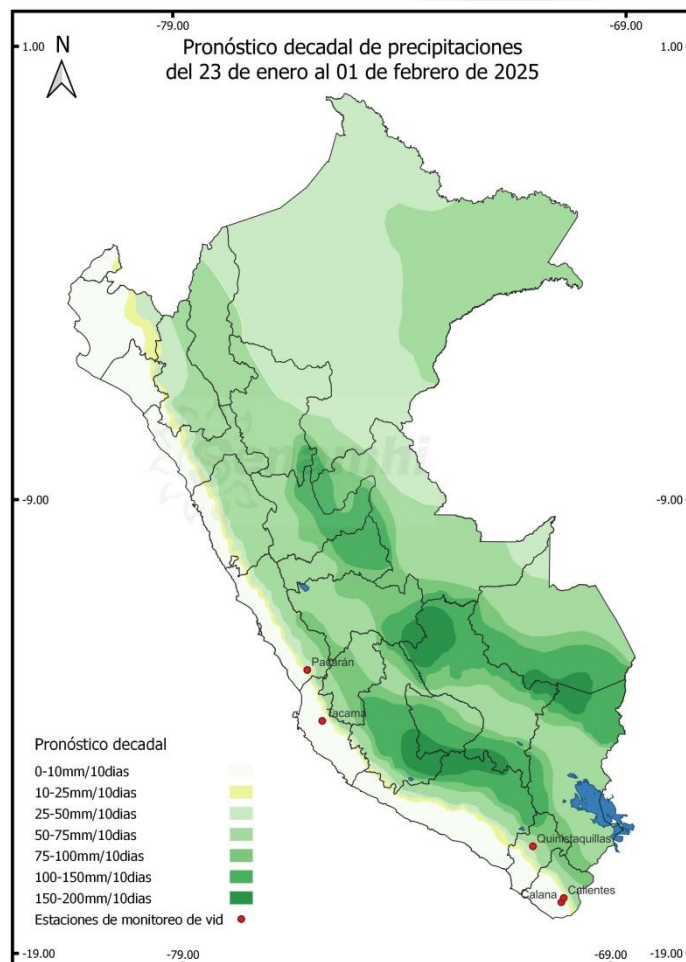 -79.00
-69.00
1.00
1.00
N
Pronóstico decadal de precipitaciones
del 23 de enero al 01 de febrero de 2025
Senamhi
-9.00
-9.00
Pacarán
Tacama
Pronóstico decadal
0-10mm/10dias
10-25mm/10dias
25-50mm/10dias
50-75mm/10dias
75-100mm/10dias
100-150mm/10dias
150-200mm/10dias
Estaciones de monitoreo de vid
Quinistaquillas
Calana
Calientes
-19.00
-19.00
-79.00
-69.00